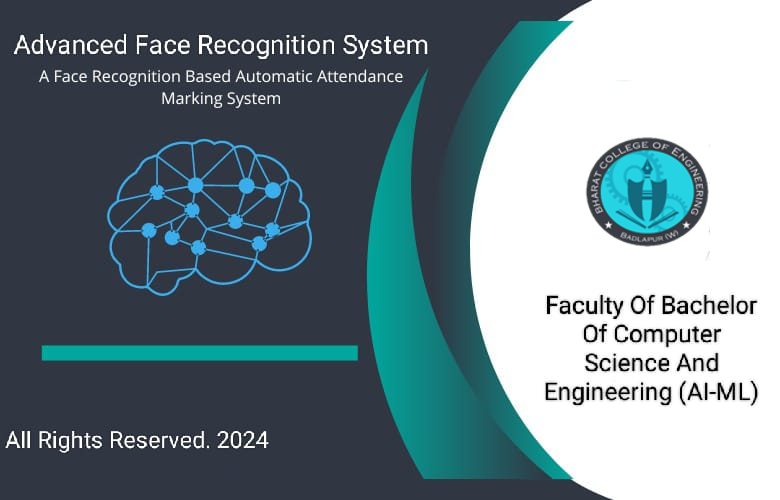 Advanced Face Recognition System
A Face Recognition Based Automatic Attendance
Marking System
BHARAT COLLEGE OF ENGINEERING
BADLAPUR (W)
Faculty Of Bachelor
Of Computer
Science And
Engineering (AI-ML)
All Rights Reserved. 2024